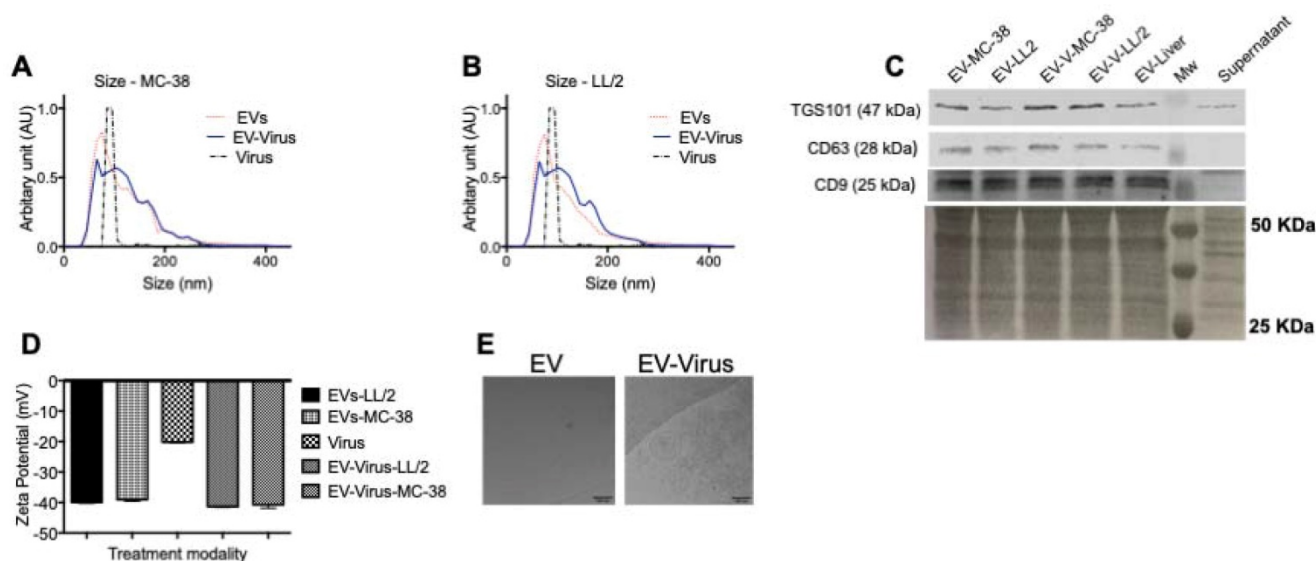 A
Size - MC-38
Arbitary unit (AU)
1.0
0.5
0.0
0
200
400
Size (nm)
EVs
EV-Virus
Virus
B
Size - LL/2
Arbitary unit (AU)
1.0
0.5
0.0
0
200
400
Size (nm)
EVs
EV-Virus
Virus
C
EV-MC-38
EV-LL2
EV-V-MC-38
EV-V-LL/2
EV-Liver
Mw
Supernatant
TGS101 (47 kDa)
CD63 (28 kDa)
CD9 (25 kDa)
50 KDa
25 KDa
D
Zeta Potential (mV)
0
-10
-20
-30
-40
-50
Treatment modality
EVs-LL/2
EVs-MC-38
Virus
EV-Virus-LL/2
EV-Virus-MC-38
E
EV
EV-Virus